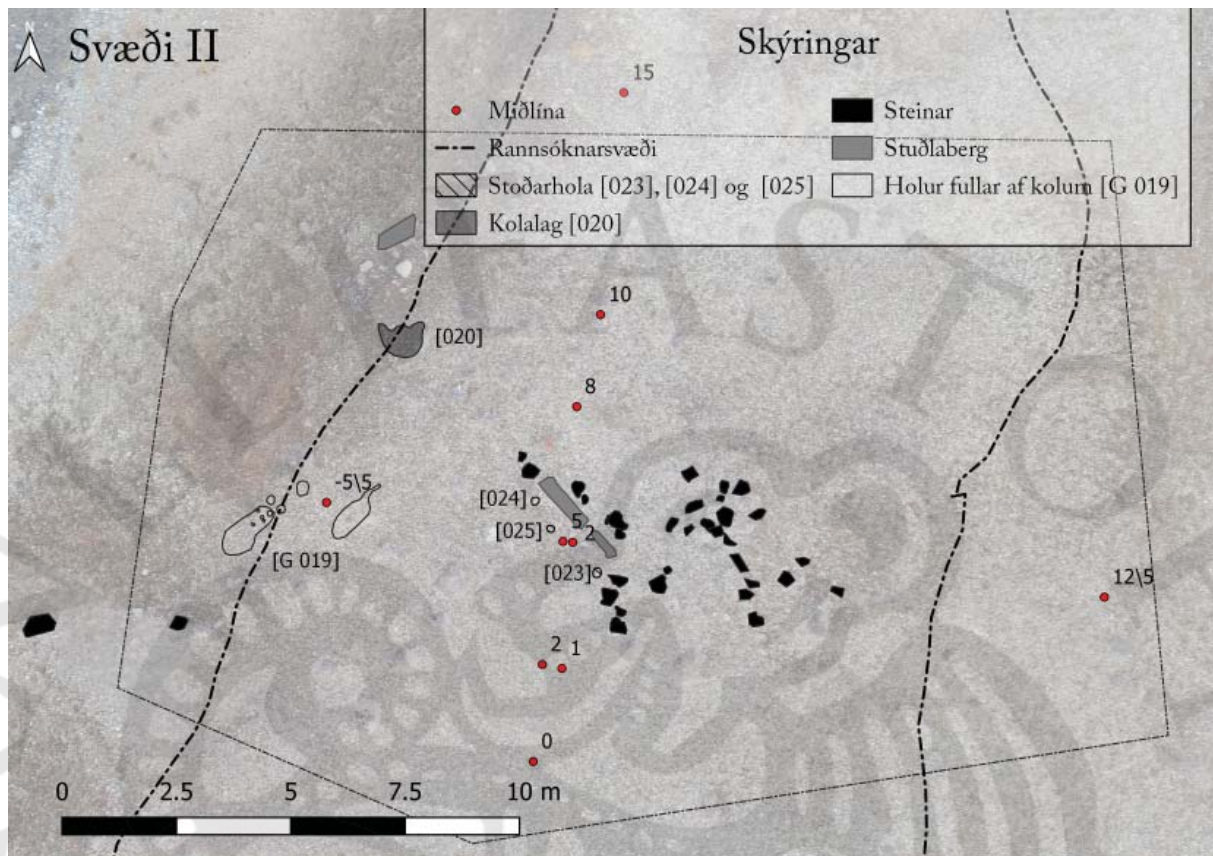 N
Svæði II
Skýringar
15
Miðlína
Rannsóknarsvæði
Stoðarhola [023], [024] og [025]
Kolalag [020]
Steinar
Stuðlaberg
Holur fullar af kolum [G 019]
10
[020]
8
-5\5
[024]
[025]
5
2
[G 019]
[023]
12\5
2
1
0
0
2.5
5
7.5
10 m